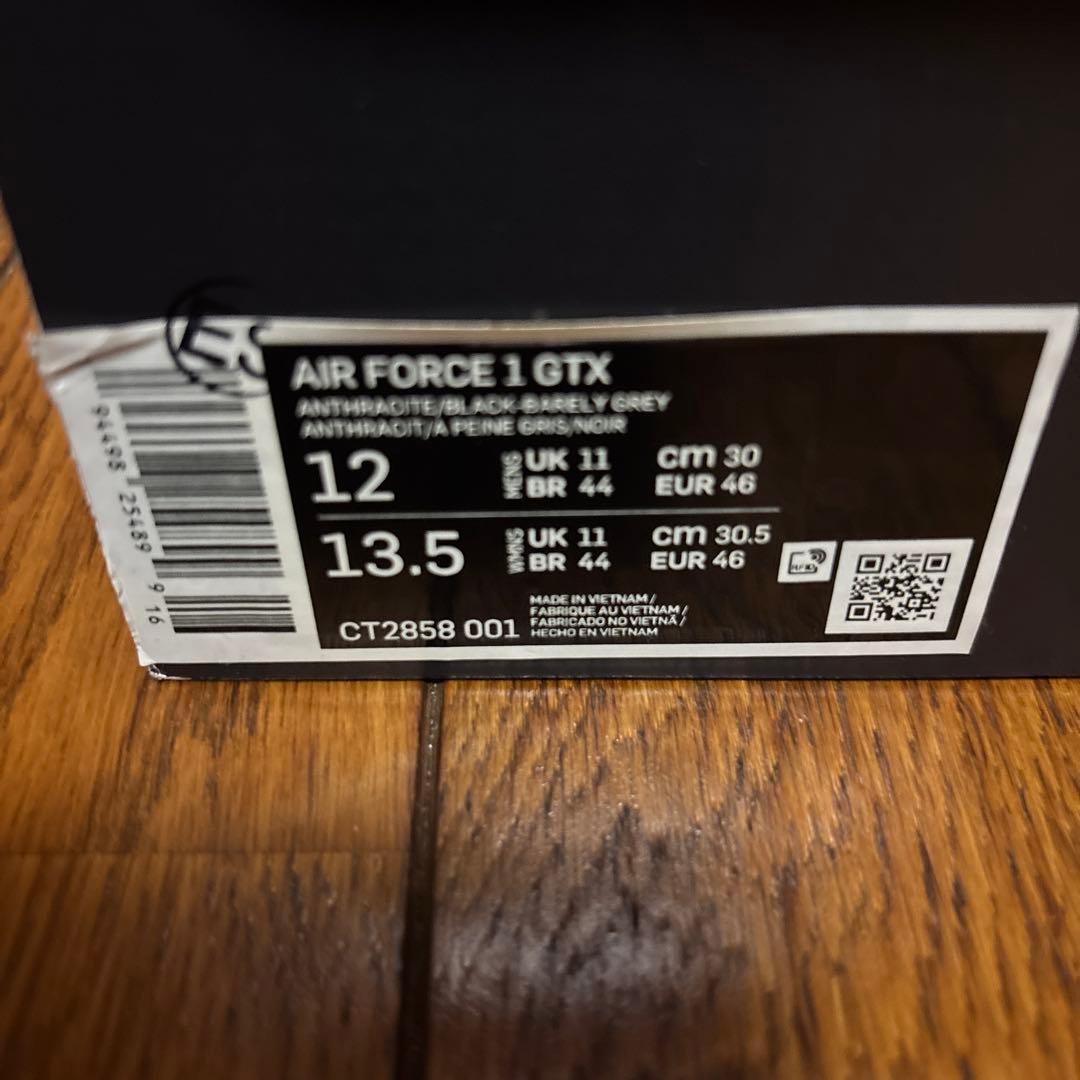 ES
AIR FORCE 1 GTX
ANTHRACITE/BLACK-BARELY GREY
ANTHRACIT/A PEINE GRIS/NOIR
12 MENS UK 11 cm 30
BR 44 EUR 46
13.5 WMNS UK 11 cm 30.5
BR 44 EUR 46
RFID
CT2858 001
MADE IN VIETNAM /
FABRIQUE AU VIETNAM /
FABRICADO NO VIETNÃ /
HECHO EN VIETNAM
94498 25489 9 16